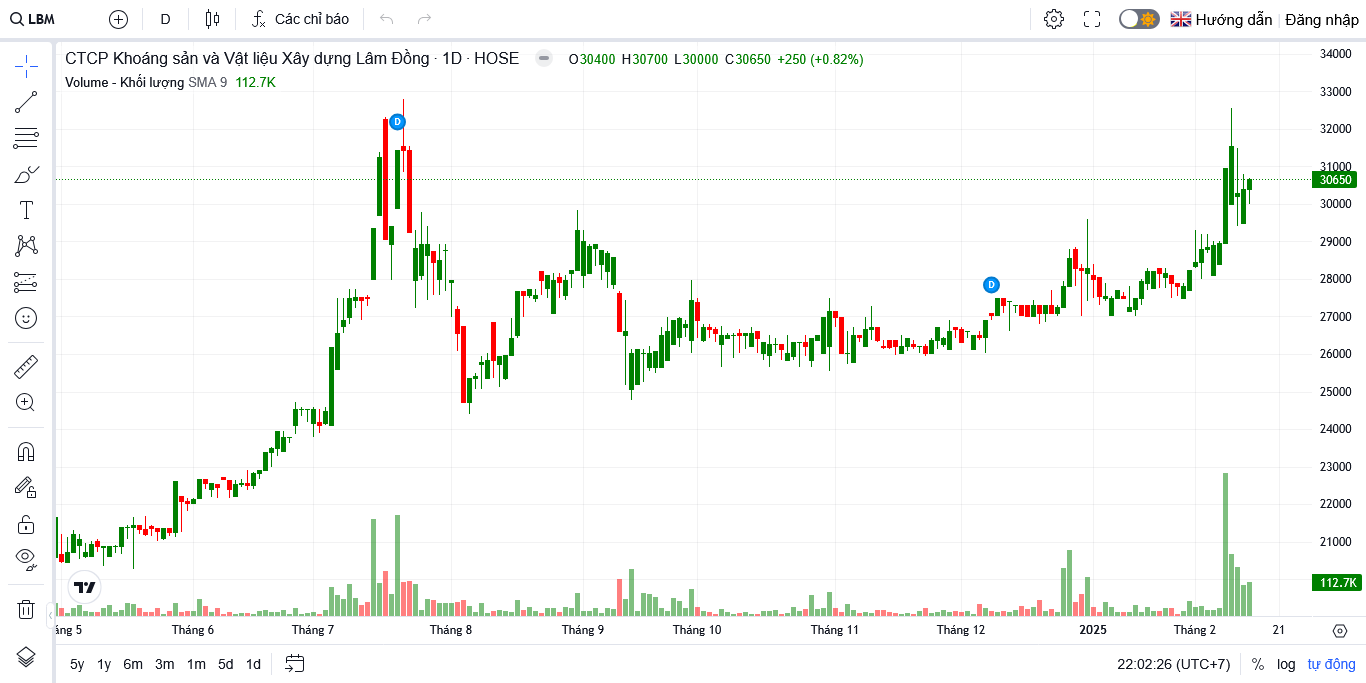 LBM D Các chỉ báo Hướng dẫn Đăng nhập
CTCP Khoáng sản và Vật liệu Xây dựng Lâm Đồng · 1D · HOSE O30400 H30700 L30000 C30650 +250 (+0.82%)
Volume - Khối lượng SMA 9 112.7K
34000
33000
32000
31000
30650
30000
29000
28000
27000
26000
25000
24000
23000
22000
21000
112.7K
D
D
áng 5 Tháng 6 Tháng 7 Tháng 8 Tháng 9 Tháng 10 Tháng 11 Tháng 12 2025 Tháng 2 21
5y 1y 6m 3m 1m 5d 1d 22:02:26 (UTC+7) % log tự động